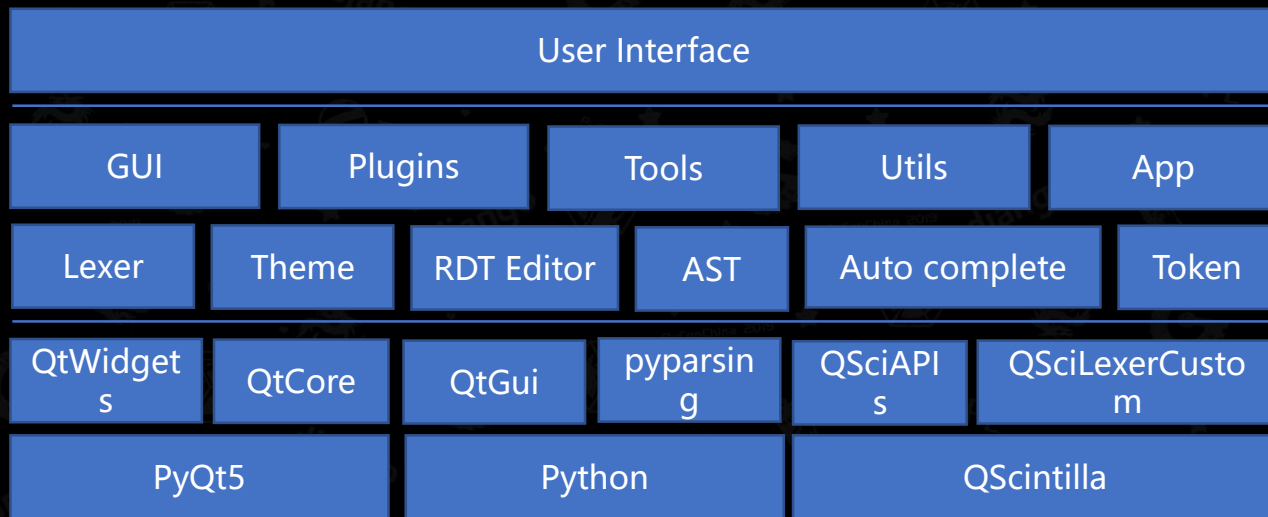 User Interface
GUI
Plugins
Tools
Utils
App
Lexer
Theme
RDT Editor
AST
Auto complete
Token
QtWidget
s
QtCore
QtGui
pyparsin
g
QSciAPI
s
QSciLexerCusto
m
PyQt5
Python
QScintilla